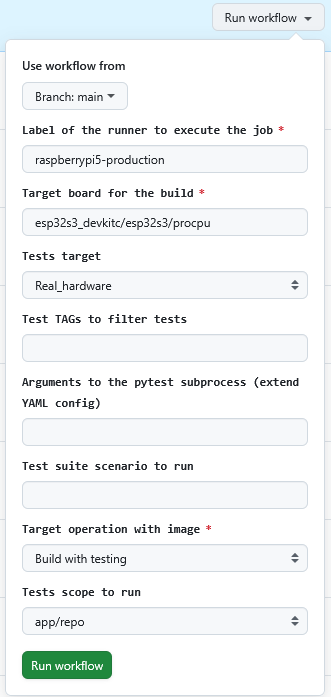 Run workflow
Use workflow from
Branch: main
Label of the runner to execute the job *
raspberrypi5-production
Target board for the build *
esp32s3_devkitc/esp32s3/procpu
Tests target
Real_hardware
Test TAGs to filter tests
Arguments to the pytest subprocess (extend
YAML config)
Test suite scenario to run
Target operation with image *
Build with testing
Tests scope to run
app/repo
Run workflow